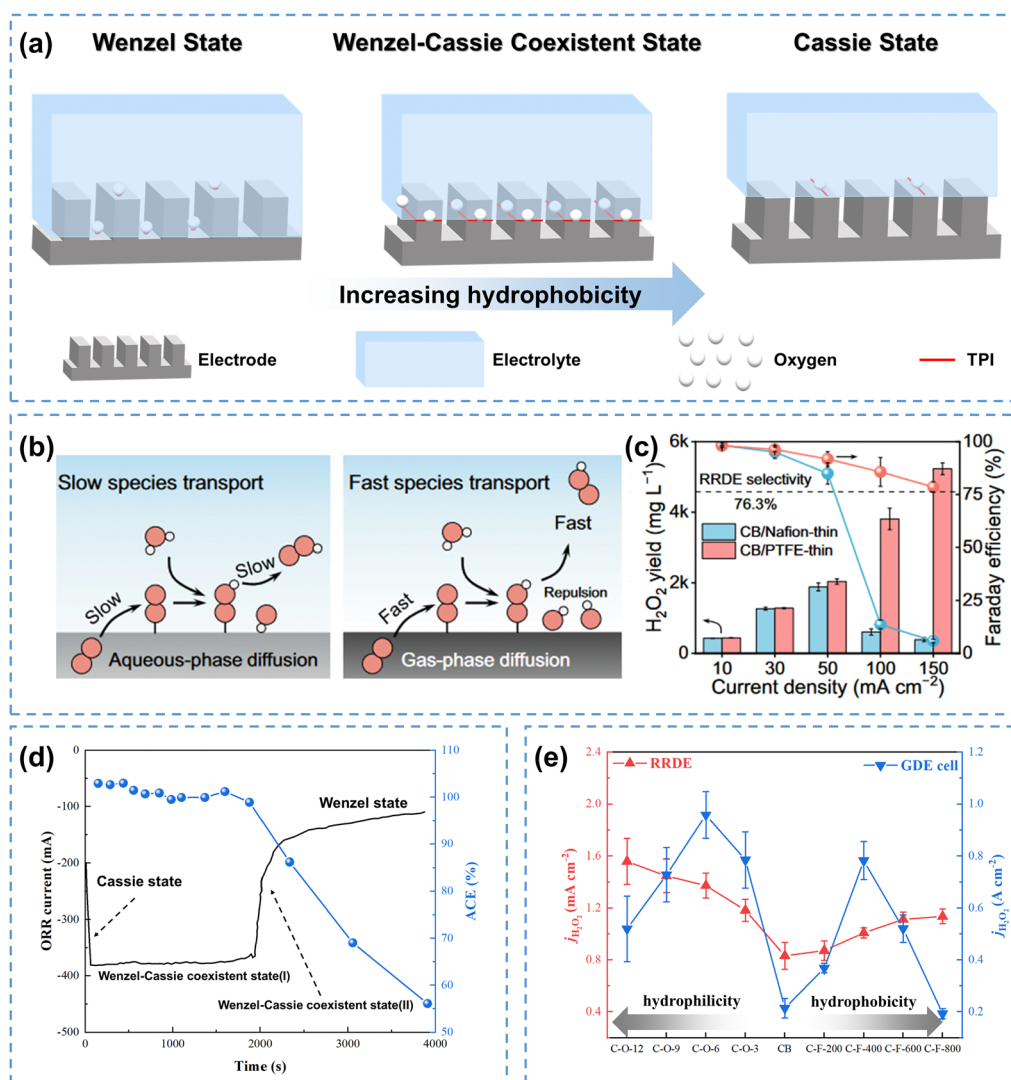 (a)
Wenzel State
Wenzel-Cassie Coexistent State
Cassie State
Increasing hydrophobicity
Electrode
Electrolyte
Oxygen
TPI
(b)
Slow species transport
Slow
Slow
Aqueous-phase diffusion
Fast species transport
Fast
Fast
Repulsion
Gas-phase diffusion
(c)
H₂O₂ yield (mg L⁻¹)
6k
4k
2k
0
RRDE selectivity
76.3%
CB/Nafion-thin
CB/PTFE-thin
100
75
50
25
0
Faraday efficiency (%)
10 30 50 100 150
Current density (mA cm⁻²)
(d)
ORR current (mA)
0
-100
-200
-300
-400
-500
Cassie state
Wenzel state
Wenzel-Cassie coexistent state(I)
Wenzel-Cassie coexistent state(II)
110
100
90
80
70
60
50
ACE (%)
0 1000 2000 3000 4000
Time (s)
(e)
j_H₂O₂ (mA cm⁻²)
2.4
2.0
1.6
1.2
0.8
0.4
RRDE
GDE cell
hydrophilicity
hydrophobicity
1.2
1.0
0.8
0.6
0.4
0.2
j_H₂O₂ (A cm⁻²)
C-O-12 C-O-9 C-O-6 C-O-3 CB C-F-200 C-F-400 C-F-600 C-F-800